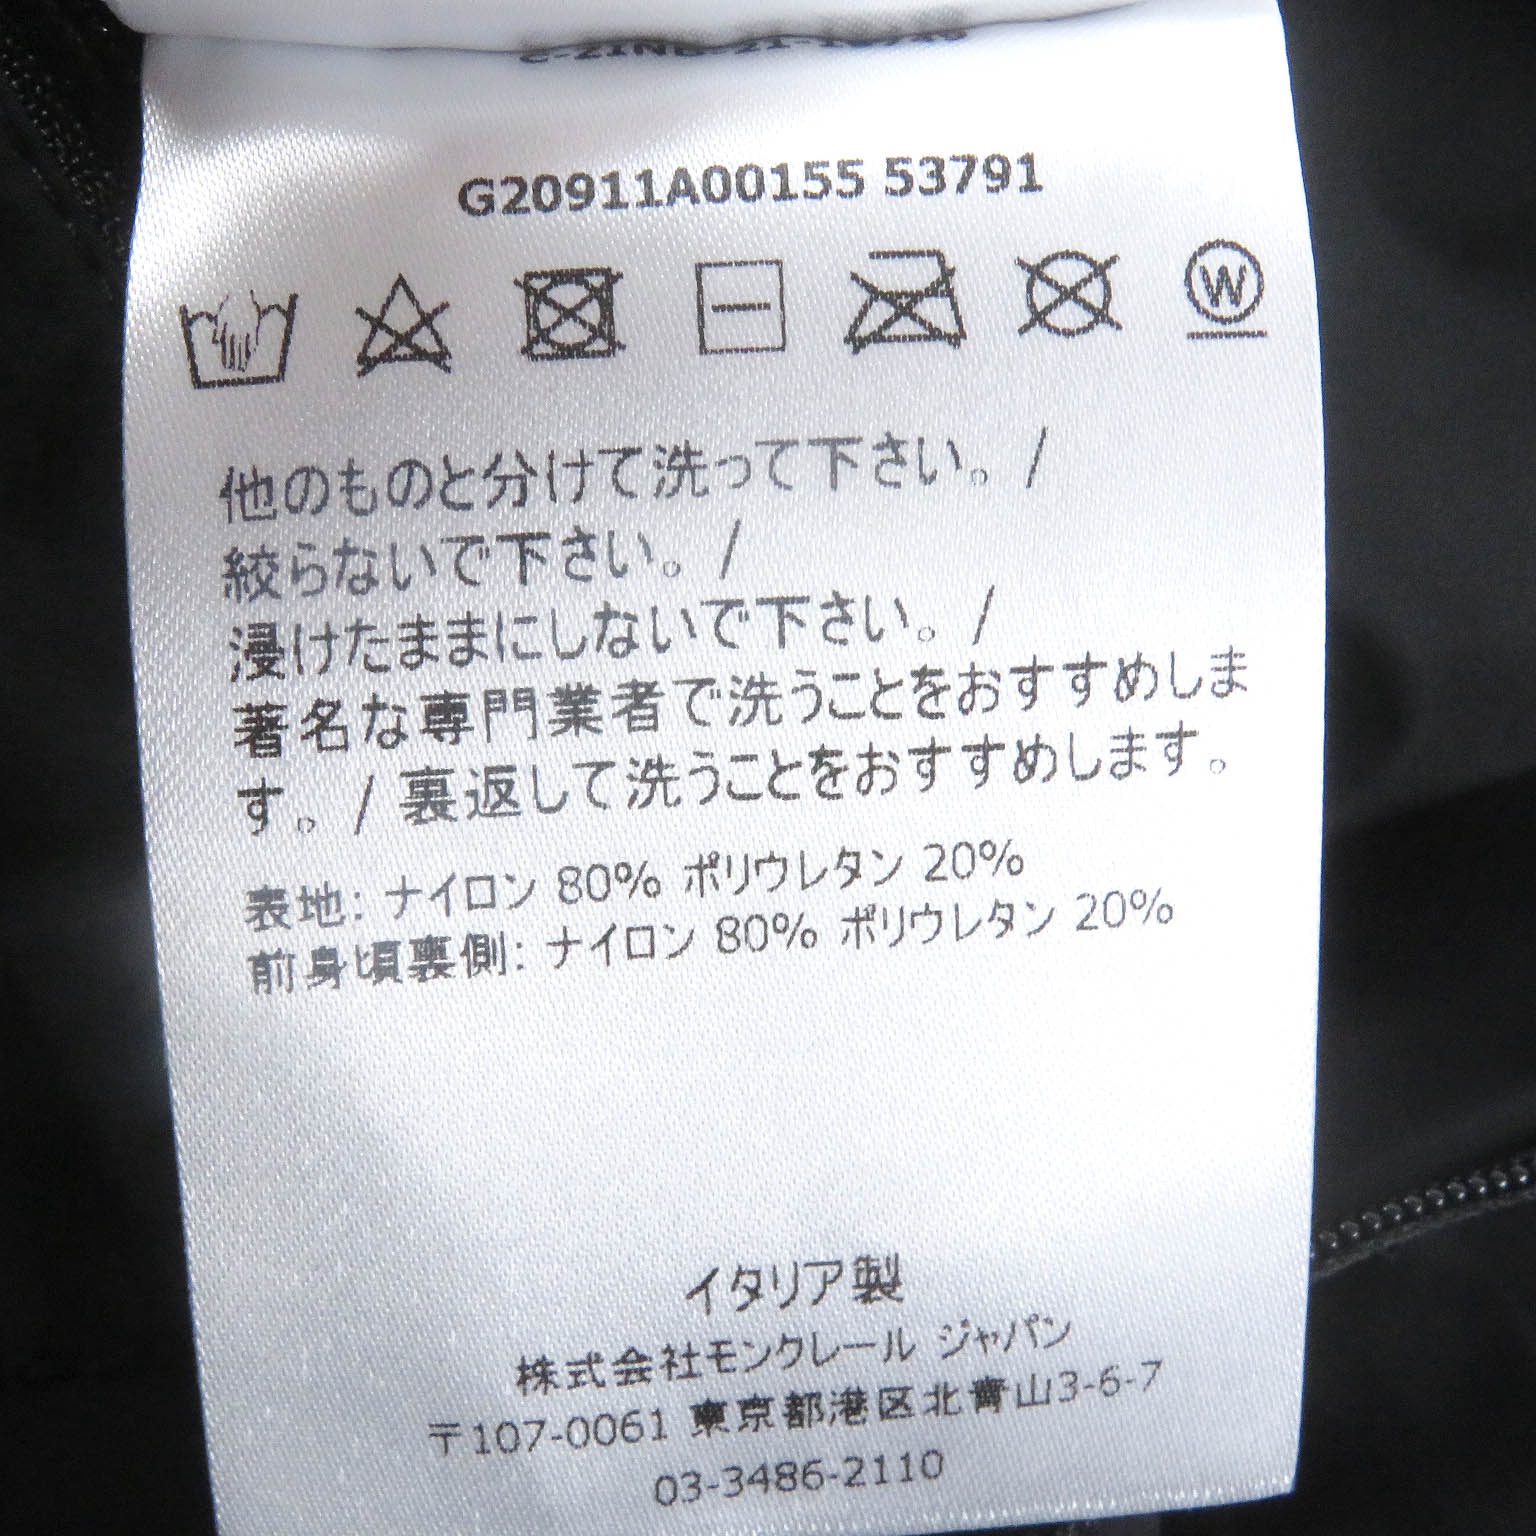 G20911A00155 53791
W
他のものと分けて洗って下さい。/
絞らないで下さい。/
浸けたままにしないで下さい。/
著名な専門業者で洗うことをおすすめしま
す。/ 裏返して洗うことをおすすめします。
表地: ナイロン 80% ポリウレタン 20%
前身頃裏側: ナイロン 80% ポリウレタン 20%
イタリア製
株式会社モンクレール ジャパン
〒107-0061 東京都港区北青山3-6-7
03-3486-2110